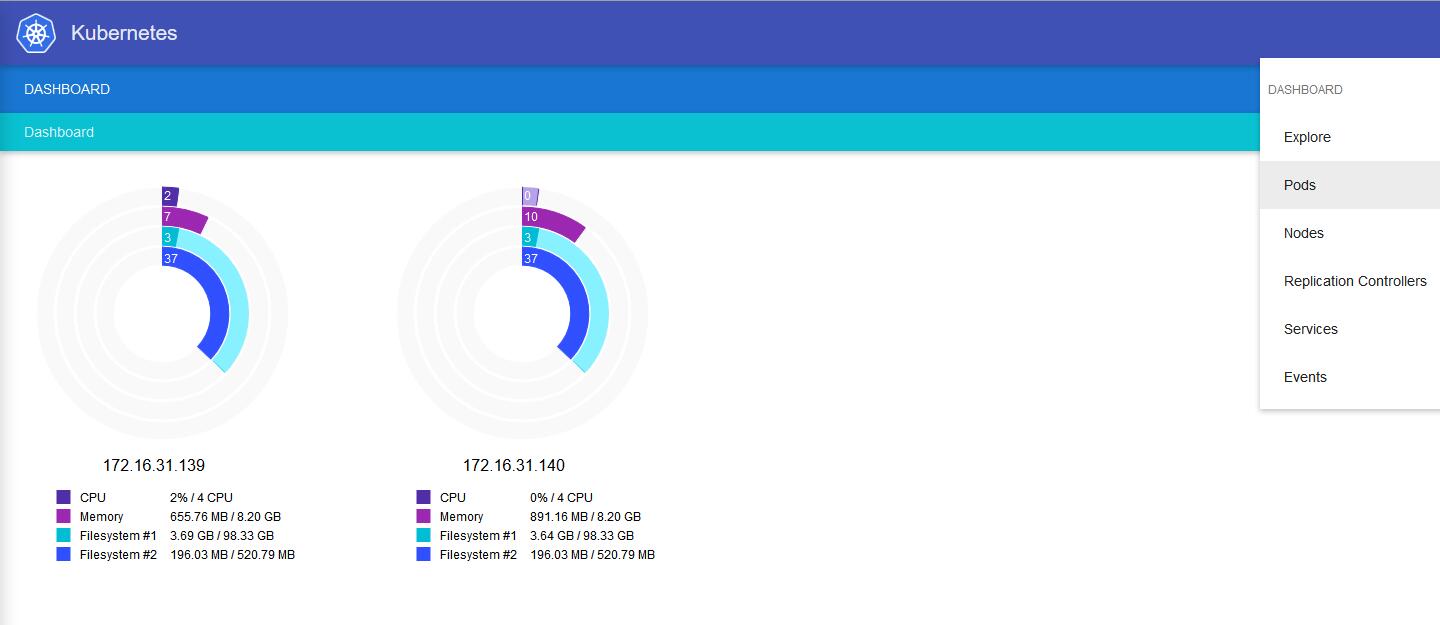 Kubernetes
DASHBOARD
Dashboard
DASHBOARD
Explore
Pods
Nodes
Replication Controllers
Services
Events
2
7
3
37
172.16.31.139
CPU 2% / 4 CPU
Memory 655.76 MB / 8.20 GB
Filesystem #1 3.69 GB / 98.33 GB
Filesystem #2 196.03 MB / 520.79 MB
0
10
3
37
172.16.31.140
CPU 0% / 4 CPU
Memory 891.16 MB / 8.20 GB
Filesystem #1 3.64 GB / 98.33 GB
Filesystem #2 196.03 MB / 520.79 MB